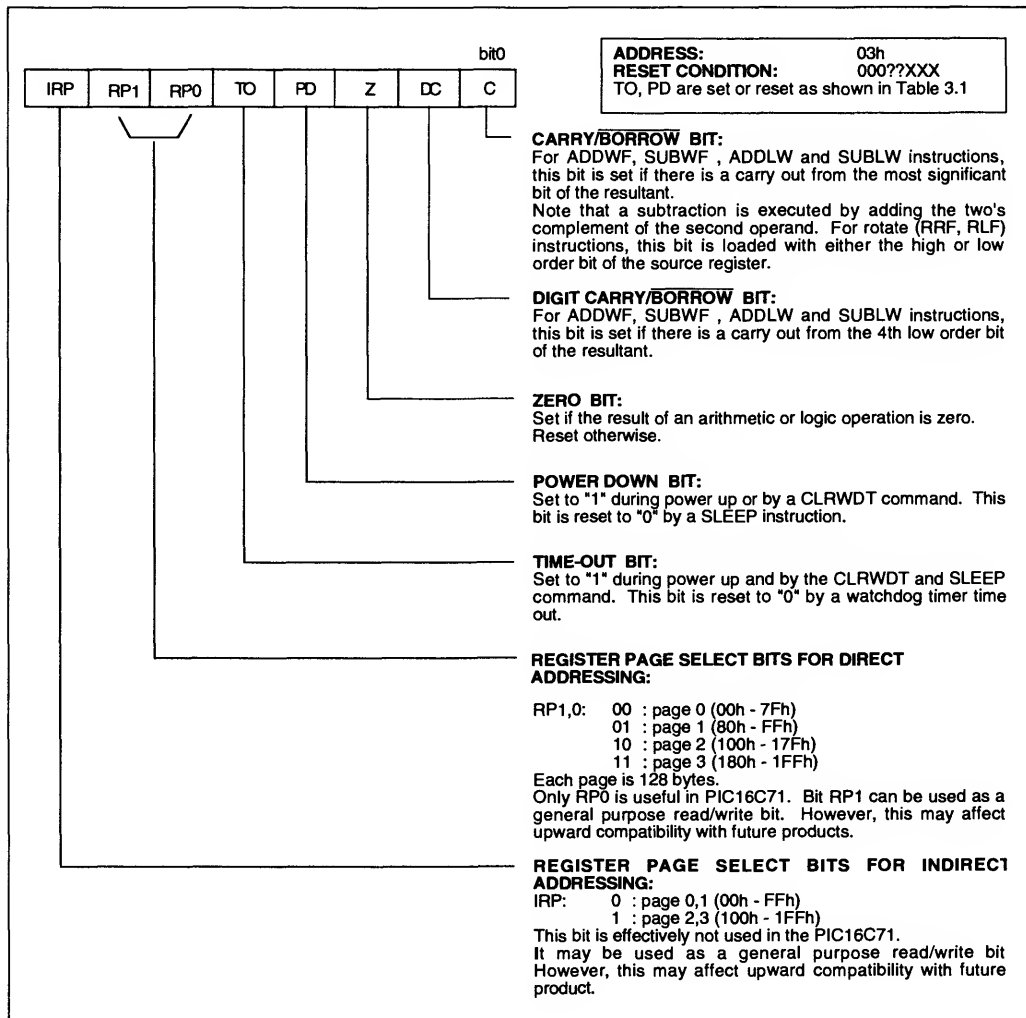 bit0
IRP RP1 RP0 TO PD Z DC C
ADDRESS: 03h
RESET CONDITION: 000??XXX
TO, PD are set or reset as shown in Table 3.1
CARRY/BORROW BIT:
For ADDWF, SUBWF , ADDLW and SUBLW instructions,
this bit is set if there is a carry out from the most significant
bit of the resultant.
Note that a subtraction is executed by adding the two's
complement of the second operand. For rotate (RRF, RLF)
instructions, this bit is loaded with either the high or low
order bit of the source register.
DIGIT CARRY/BORROW BIT:
For ADDWF, SUBWF , ADDLW and SUBLW instructions,
this bit is set if there is a carry out from the 4th low order bit
of the resultant.
ZERO BIT:
Set if the result of an arithmetic or logic operation is zero.
Reset otherwise.
POWER DOWN BIT:
Set to "1" during power up or by a CLRWDT command. This
bit is reset to "0" by a SLEEP instruction.
TIME-OUT BIT:
Set to "1" during power up and by the CLRWDT and SLEEP
command. This bit is reset to "0" by a watchdog timer time
out.
REGISTER PAGE SELECT BITS FOR DIRECT
ADDRESSING:
RP1,0: 00 : page 0 (00h - 7Fh)
01 : page 1 (80h - FFh)
10 : page 2 (100h - 17Fh)
11 : page 3 (180h - 1FFh)
Each page is 128 bytes.
Only RP0 is useful in PIC16C71. Bit RP1 can be used as a
general purpose read/write bit. However, this may affect
upward compatibility with future products.
REGISTER PAGE SELECT BITS FOR INDIRECT
ADDRESSING:
IRP: 0 : page 0,1 (00h - FFh)
1 : page 2,3 (100h - 1FFh)
This bit is effectively not used in the PIC16C71.
It may be used as a general purpose read/write bit
However, this may affect upward compatibility with future
product.